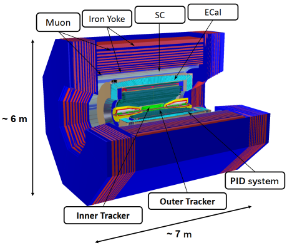 Muon
Iron Yoke
SC
ECal
~ 6 m
PID system
Outer Tracker
Inner Tracker
~ 7 m